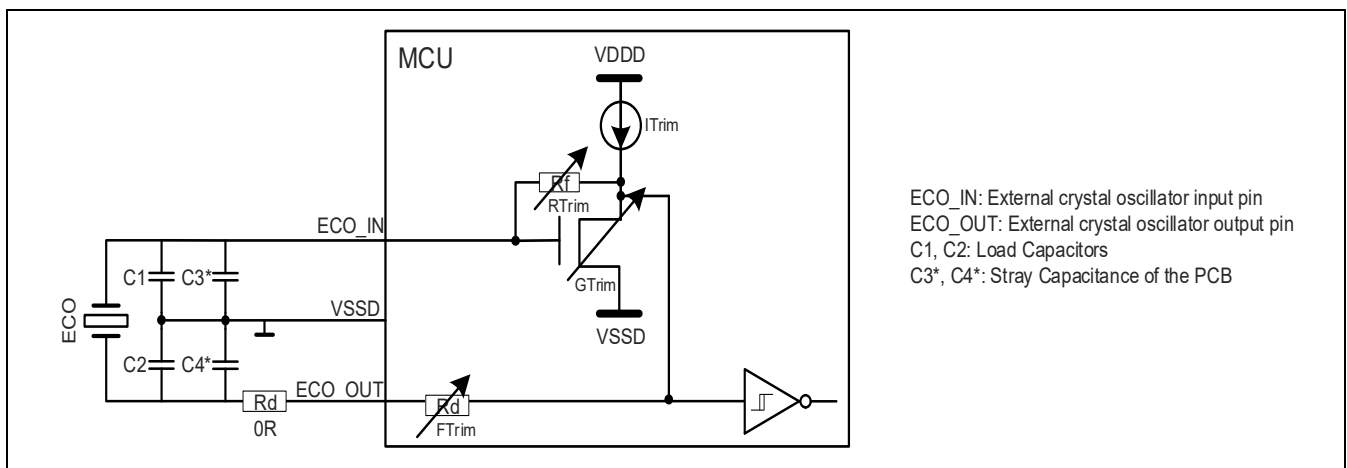 MCU
VDDD
ITrim
Rf
RTrim
ECO_IN
GTrim
VSSD
C1
C3*
VSSD
ECO
C2
C4*
ECO_OUT
Rd
0R
Rd
FTrim
ECO_IN: External crystal oscillator input pin
ECO_OUT: External crystal oscillator output pin
C1, C2: Load Capacitors
C3*, C4*: Stray Capacitance of the PCB